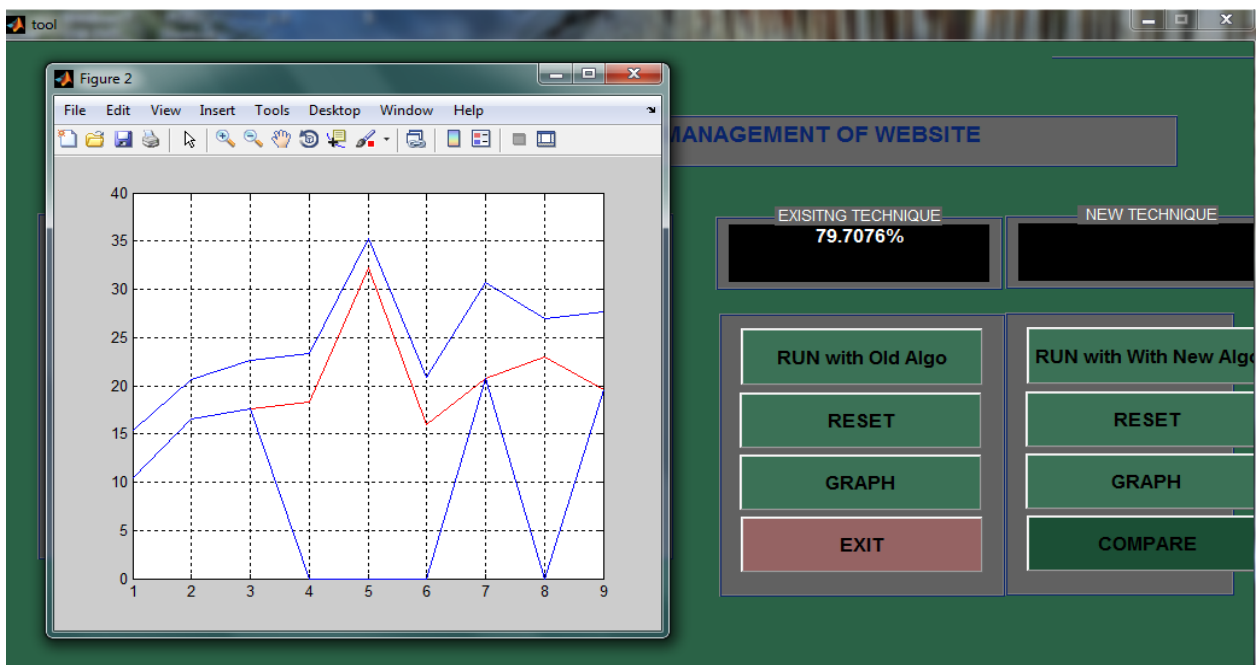 tool
Figure 2
File Edit View Insert Tools Desktop Window Help
MANAGEMENT OF WEBSITE
40
35
30
25
20
15
10
5
0
1 2 3 4 5 6 7 8 9
EXISITNG TECHNIQUE
79.7076%
NEW TECHNIQUE
RUN with Old Algo
RESET
GRAPH
EXIT
RUN with With New Algo
RESET
GRAPH
COMPARE